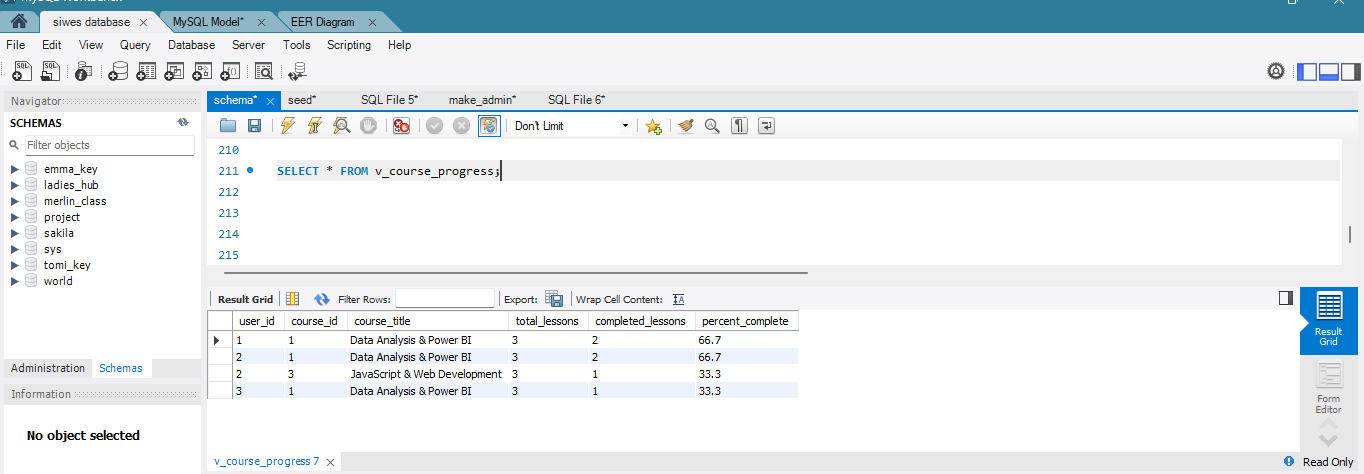 siwes database
MySQL Model*
EER Diagram
File Edit View Query Database Server Tools Scripting Help
Navigator
SCHEMAS
Filter objects
emma_key
ladies_hub
merlin_class
project
sakila
sys
tomi_key
world
Administration Schemas
Information
No object selected
schema* seed* SQL File 5* make_admin* SQL File 6*
Don't Limit
210
211 SELECT * FROM v_course_progress;
212
213
214
215
Result Grid Filter Rows: Export: Wrap Cell Content:
user_id course_id course_title total_lessons completed_lessons percent_complete
1 1 Data Analysis & Power BI 3 2 66.7
2 1 Data Analysis & Power BI 3 2 66.7
2 3 JavaScript & Web Development 3 1 33.3
3 1 Data Analysis & Power BI 3 1 33.3
Result
Grid
Form
Editor
v_course_progress 7
Read Only